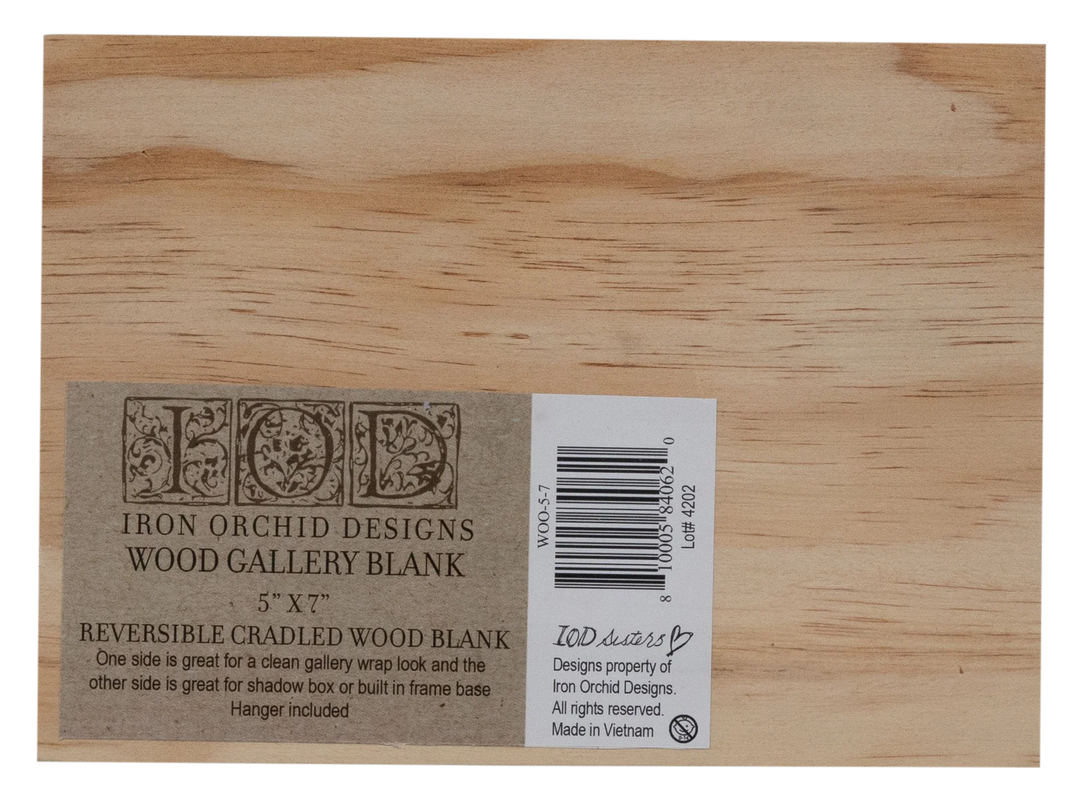 IOD
IRON ORCHID DESIGNS
WOOD GALLERY BLANK
5” X 7”
REVERSIBLE CRADLED WOOD BLANK
One side is great for a clean gallery wrap look and the
other side is great for shadow box or built in frame base
Hanger included
WOO-5-7
8 10005 84062 0
Lot# 4202
IOD sisters
Designs property of
Iron Orchid Designs.
All rights reserved.
Made in Vietnam